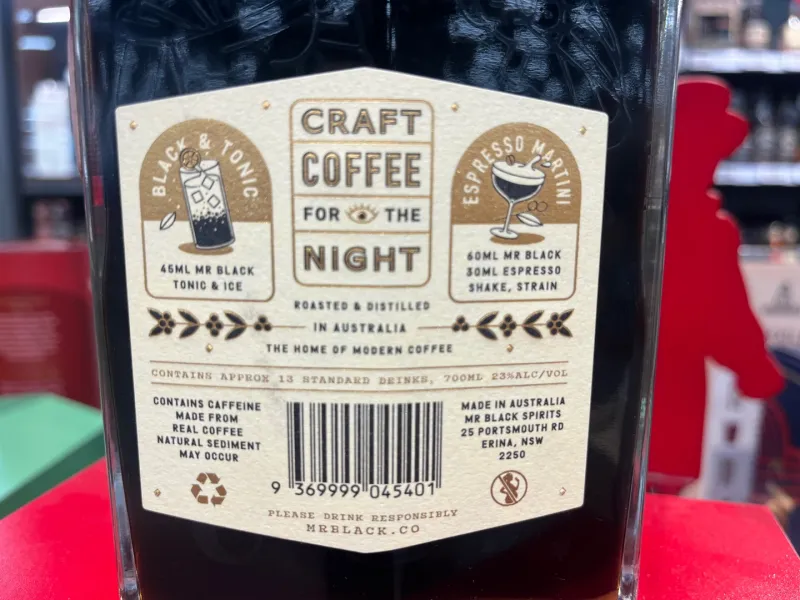 BLACK & TONIC
45ML MR BLACK
TONIC & ICE
CRAFT
COFFEE
FOR THE
NIGHT
ESPRESSO MARTINI
60ML MR BLACK
30ML ESPRESSO
SHAKE, STRAIN
ROASTED & DISTILLED
IN AUSTRALIA
THE HOME OF MODERN COFFEE
CONTAINS APPROX 13 STANDARD DRINKS, 700ML 23%ALC/VOL
CONTAINS CAFFEINE
MADE FROM
REAL COFFEE
NATURAL SEDIMENT
MAY OCCUR
9 369999 045401
MADE IN AUSTRALIA
MR BLACK SPIRITS
25 PORTSMOUTH RD
ERINA, NSW
2250
PLEASE DRINK RESPONSIBLY
MRBLACK.CO